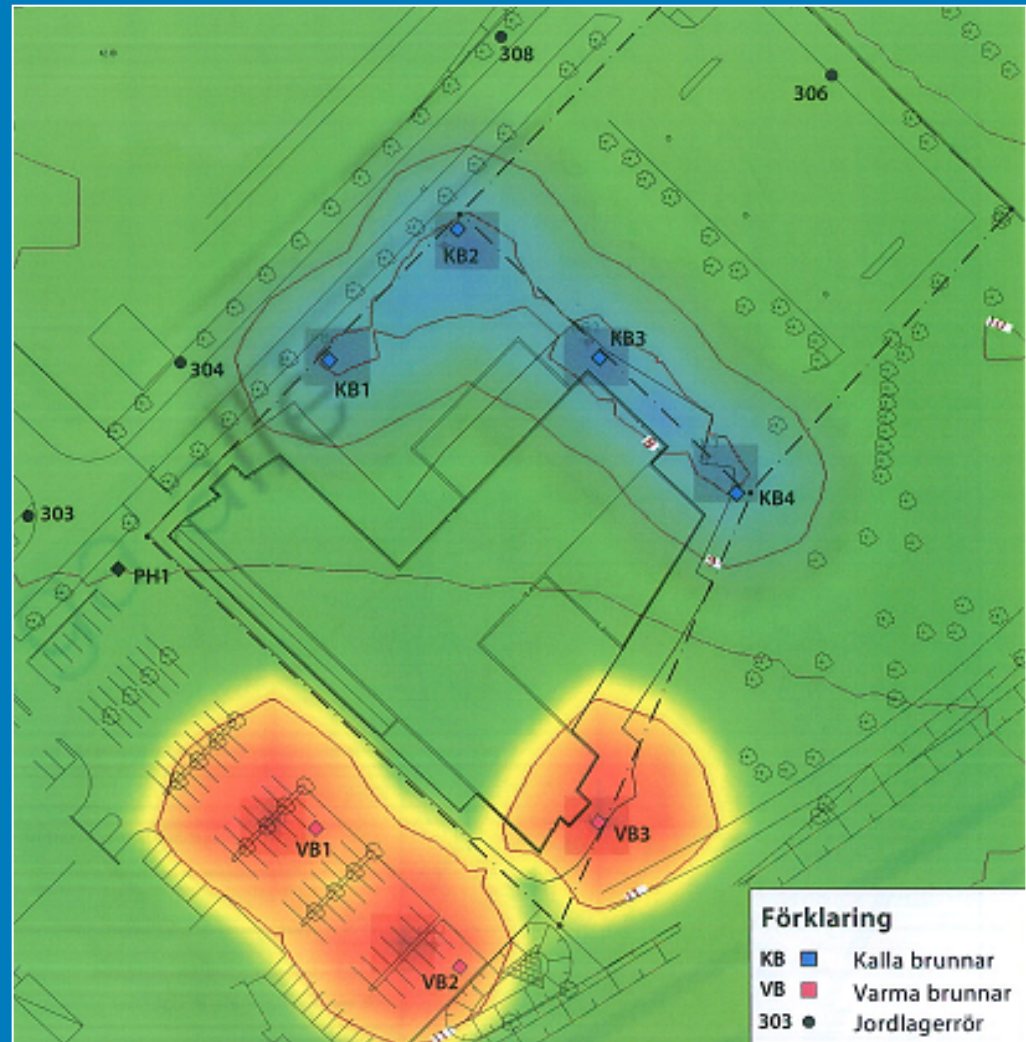 308
306
KB2
KB3
304
KB1
KB4
303
PH1
VB3
VB1
VB2
Förklaring
KB Kalla brunnar
VB Varma brunnar
303 Jordlagerrör